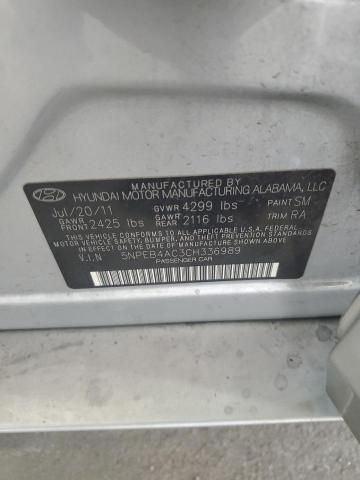 MANUFACTURED BY
HYUNDAI MOTOR MANUFACTURING ALABAMA, LLC
Jul/20/11 GVWR 4299 lbs PAINT SM
GAWR FRONT 2425 lbs GAWR REAR 2116 lbs TRIM RA
THIS VEHICLE CONFORMS TO ALL APPLICABLE U.S.A. FEDERAL
MOTOR VEHICLE SAFETY, BUMPER, AND THEFT PREVENTION
STANDARDS IN EFFECT ON THE DATE OF MANUFACTURE SHOWN ABOVE.
V.I.N 5NPEB4AC3CH336989
PASSENGER CAR